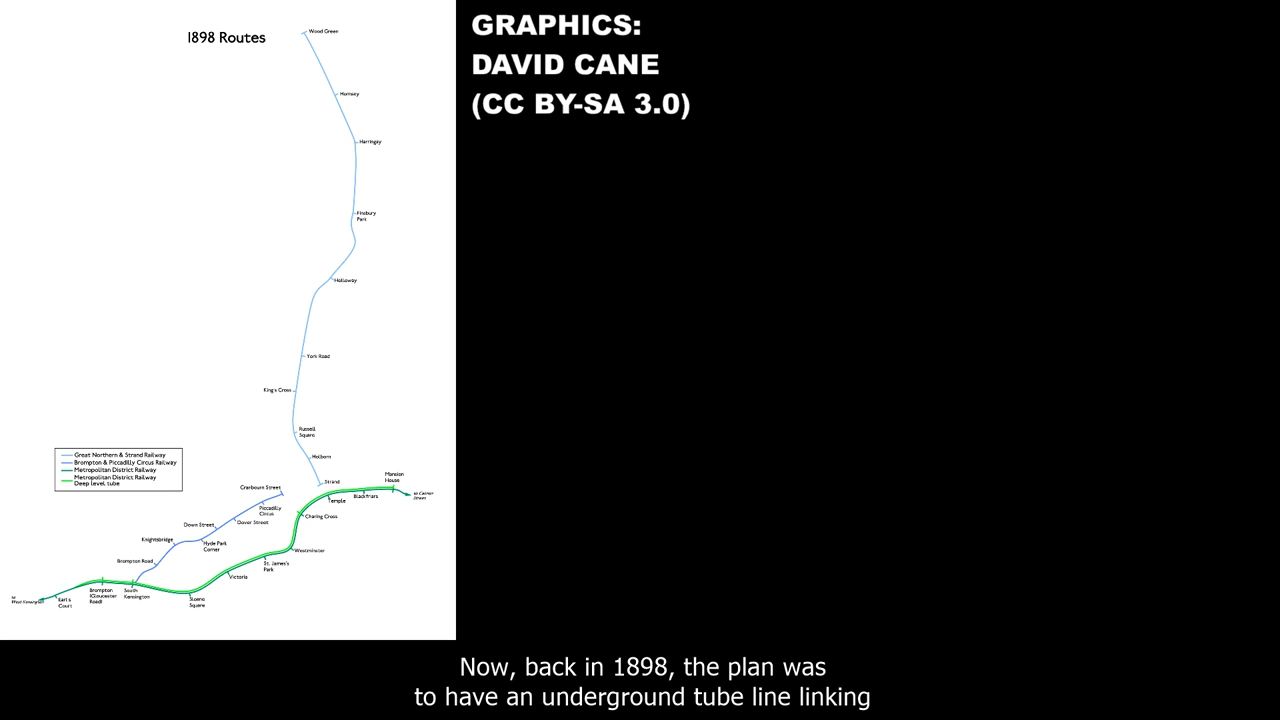 1898 Routes
GRAPHICS:
DAVID CANE
(CC BY-SA 3.0)
Wood Green
Hornsey
Harringay
Finsbury
Park
Holloway
York Road
King's Cross
Russell
Square
Holborn
Strand
Great Northern & Strand Railway
Brompton & Piccadilly Circus Railway
Metropolitan District Railway
Metropolitan District Railway
Deep level tube
Mansion
House
Cranbourn Street
Temple
Blackfriars
Piccadilly
Circus
Charing Cross
Down Street
Dover Street
Knightsbridge
Hyde Park
Corner
Westminster
Brompton Road
St. James's
Park
Victoria
Brompton
(Gloucester
Road)
South
Kensington
Sloane
Square
Earl's
Court
to
West Kensington
Now, back in 1898, the plan was
to have an underground tube line linking